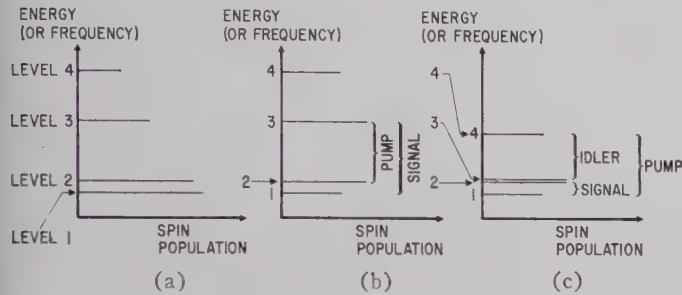 ENERGY
(OR FREQUENCY)
LEVEL 4
LEVEL 3
LEVEL 2
LEVEL 1
SPIN
POPULATION
(a)
ENERGY
(OR FREQUENCY)
4
3
2
1
PUMP
SIGNAL
SPIN
POPULATION
(b)
ENERGY
(OR FREQUENCY)
4
3
4
2
1
IDLER
SIGNAL
PUMP
SPIN
POPULATION
(c)